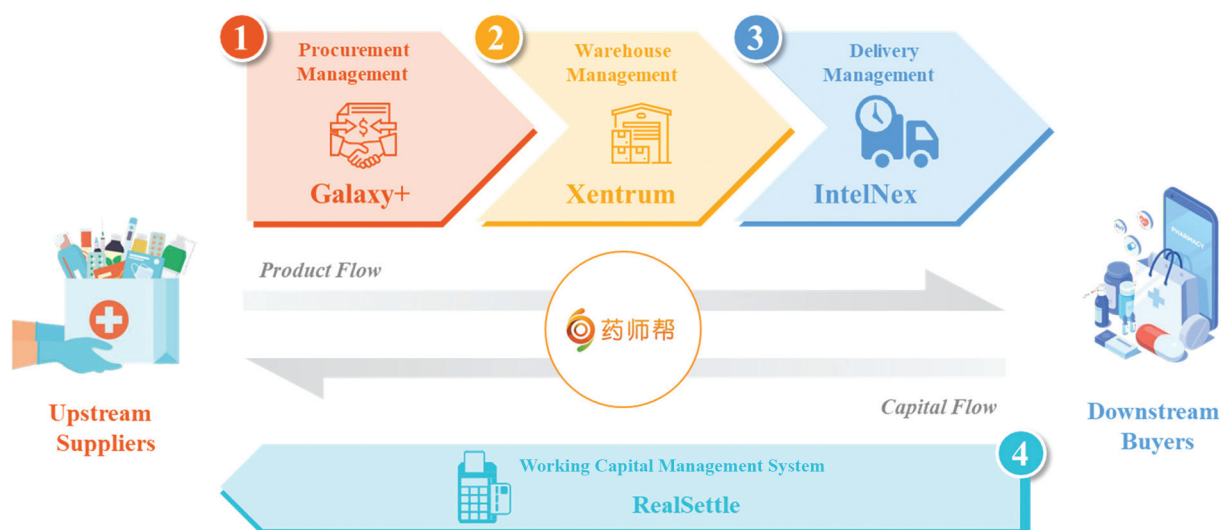 1
Procurement
Management
Galaxy+
2
Warehouse
Management
Xentrum
3
Delivery
Management
IntelNex
PHARMACY
Product Flow
药师帮
Capital Flow
Upstream
Suppliers
Downstream
Buyers
4
Working Capital Management System
RealSettle